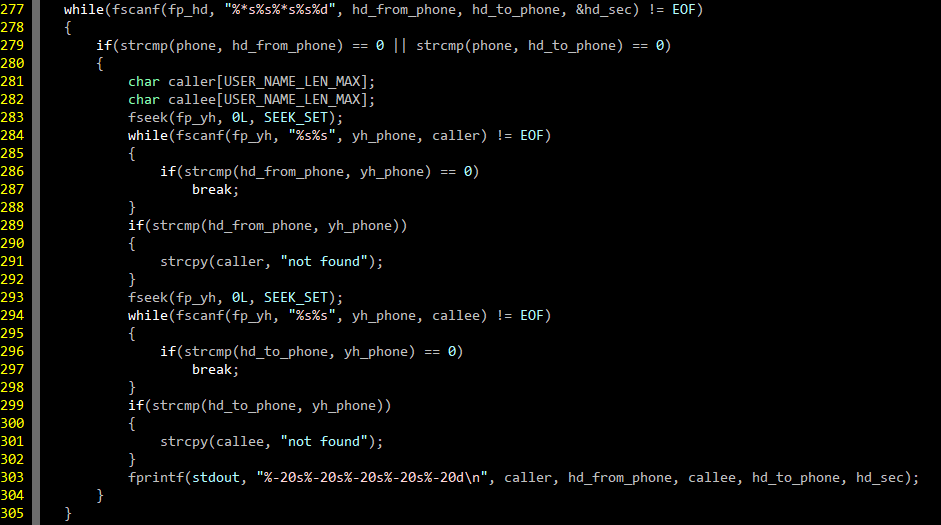 277 while(fscanf(fp_hd, "%*s%s%*s%s%d", hd_from_phone, hd_to_phone, &hd_sec) != EOF)
278 {
279 if(strcmp(phone, hd_from_phone) == 0 || strcmp(phone, hd_to_phone) == 0)
280 {
281 char caller[USER_NAME_LEN_MAX];
282 char callee[USER_NAME_LEN_MAX];
283 fseek(fp_yh, 0L, SEEK_SET);
284 while(fscanf(fp_yh, "%s%s", yh_phone, caller) != EOF)
285 {
286 if(strcmp(hd_from_phone, yh_phone) == 0)
287 break;
288 }
289 if(strcmp(hd_from_phone, yh_phone))
290 {
291 strcpy(caller, "not found");
292 }
293 fseek(fp_yh, 0L, SEEK_SET);
294 while(fscanf(fp_yh, "%s%s", yh_phone, callee) != EOF)
295 {
296 if(strcmp(hd_to_phone, yh_phone) == 0)
297 break;
298 }
299 if(strcmp(hd_to_phone, yh_phone))
300 {
301 strcpy(callee, "not found");
302 }
303 fprintf(stdout, "%-20s%-20s%-20s%-20s%-20d\n", caller, hd_from_phone, callee, hd_to_phone, hd_sec);
304 }
305 }